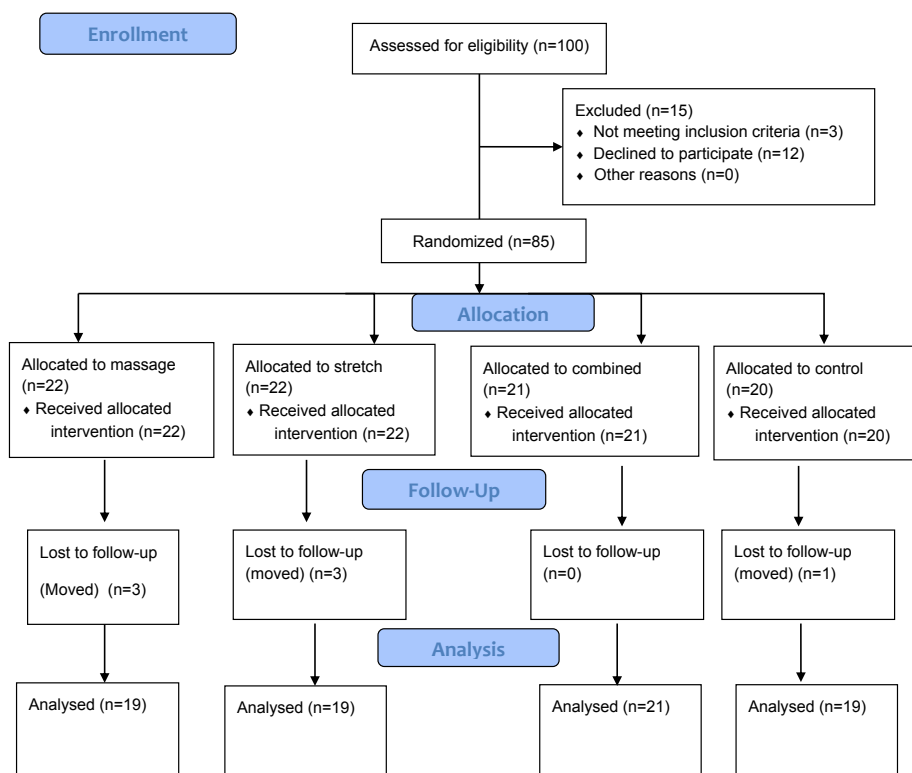 Enrollment
Assessed for eligibility (n=100)
Excluded (n=15)
♦ Not meeting inclusion criteria (n=3)
♦ Declined to participate (n=12)
♦ Other reasons (n=0)
Randomized (n=85)
Allocation
Allocated to massage
(n=22)
♦ Received allocated
intervention (n=22)
Allocated to stretch
(n=22)
♦ Received allocated
intervention (n=22)
Allocated to combined
(n=21)
♦ Received allocated
intervention (n=21)
Allocated to control
(n=20)
♦ Received allocated
intervention (n=20)
Follow-Up
Lost to follow-up
(Moved) (n=3)
Lost to follow-up
(moved) (n=3)
Lost to follow-up
(n=0)
Lost to follow-up
(moved) (n=1)
Analysis
Analysed (n=19)
Analysed (n=19)
Analysed (n=21)
Analysed (n=19)